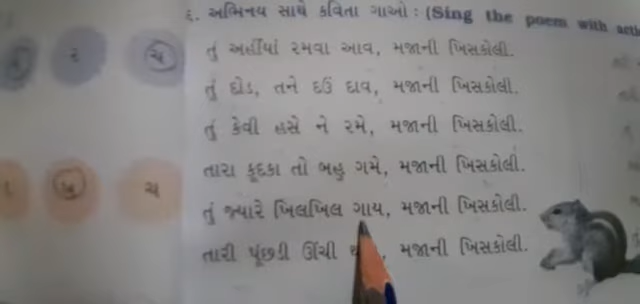 ૬. અભિનય સાથે કવિતા ગાઓ : (Sing the poem with
તું અહીંયાં રમવા આવ, મજાની ખિસકોલી.
તું દોડ, તને દઉં દાવ, મજાની ખિસકોલી.
તું કેવી હસે ને રમે, મજાની ખિસકોલી.
તારા કૂદકા તો બહુ ગમે, મજાની ખિસકોલી.
તું જ્યારે ખિલખિલ ગાય, મજાની ખિસકોલી.
તારી પૂંછડી ઊંચી , મજાની ખિસકોલી.
ર
ચ
ચ